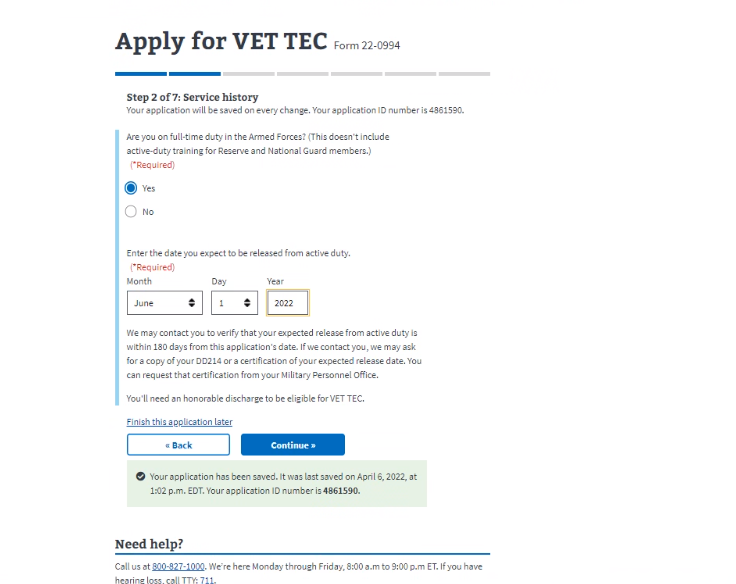 Apply for VET TEC Form 22-0994
Step 2 of 7: Service history
Your application will be saved on every change. Your application ID number is 4861590.
Are you on full-time duty in the Armed Forces? (This doesn't include
active-duty training for Reserve and National Guard members.)
(*Required)
Yes
No
Enter the date you expect to be released from active duty.
(*Required)
Month Day Year
June 1 2022
We may contact you to verify that your expected release from active duty is
within 180 days from this application's date. If we contact you, we may ask
for a copy of your DD214 or a certification of your expected release date. You
can request that certification from your Military Personnel Office.
You'll need an honorable discharge to be eligible for VET TEC.
Finish this application later
« Back Continue »
Your application has been saved. It was last saved on April 6, 2022, at
1:02 p.m. EDT. Your application ID number is 4861590.
Need help?
Call us at 800-827-1000. We're here Monday through Friday, 8:00 a.m to 9:00 p.m ET. If you have
hearing loss, call TTY: 711.